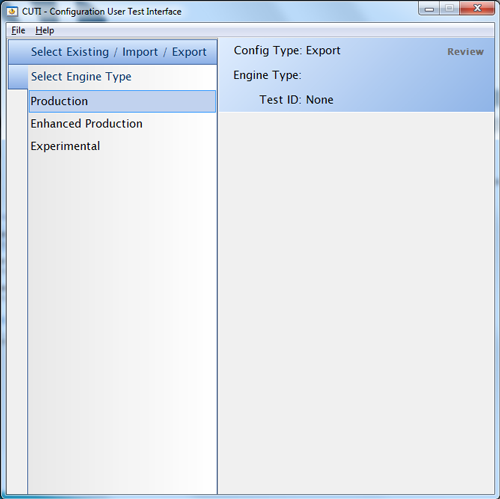 CUTI - Configuration User Test Interface
File Help
Select Existing / Import / Export
Select Engine Type
Production
Enhanced Production
Experimental
Config Type: Export
Review
Engine Type:
Test ID: None